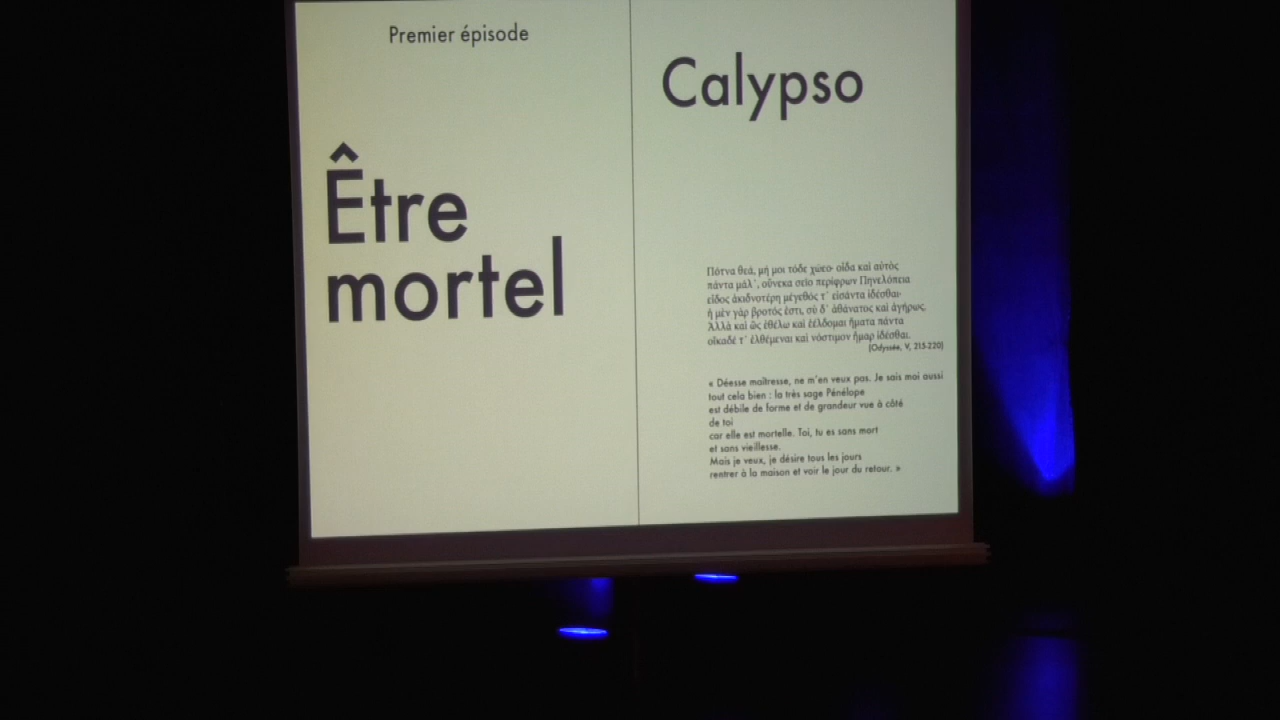 Premier épisode
Être
mortel
Calypso
Πότνα θεά, μή μοι τόδε χώεο· οἶδα καὶ αὐτὸς
πάντα μάλ', οὕνεκα σεῖο περίφρων Πηνελόπεια
εἶδος ἀκιδνοτέρη μέγεθός τ' εἰσάντα ἰδέσθαι·
ἡ μὲν γὰρ βροτός ἐστι, σὺ δ' ἀθάνατος καὶ ἀγήρως.
Ἀλλὰ καὶ ὣς ἐθέλω καὶ ἐέλδομαι ἤματα πάντα
οἴκαδέ τ' ἐλθέμεναι καὶ νόστιμον ἦμαρ ἰδέσθαι.
(Odyssée, V, 215-220)
« Déesse maîtresse, ne m'en veux pas. Je sais moi aussi
tout cela bien : la très sage Pénélope
est débile de forme et de grandeur vue à côté
de toi
car elle est mortelle. Toi, tu es sans mort
et sans vieillesse.
Mais je veux, je désire tous les jours
rentrer à la maison et voir le jour du retour. »